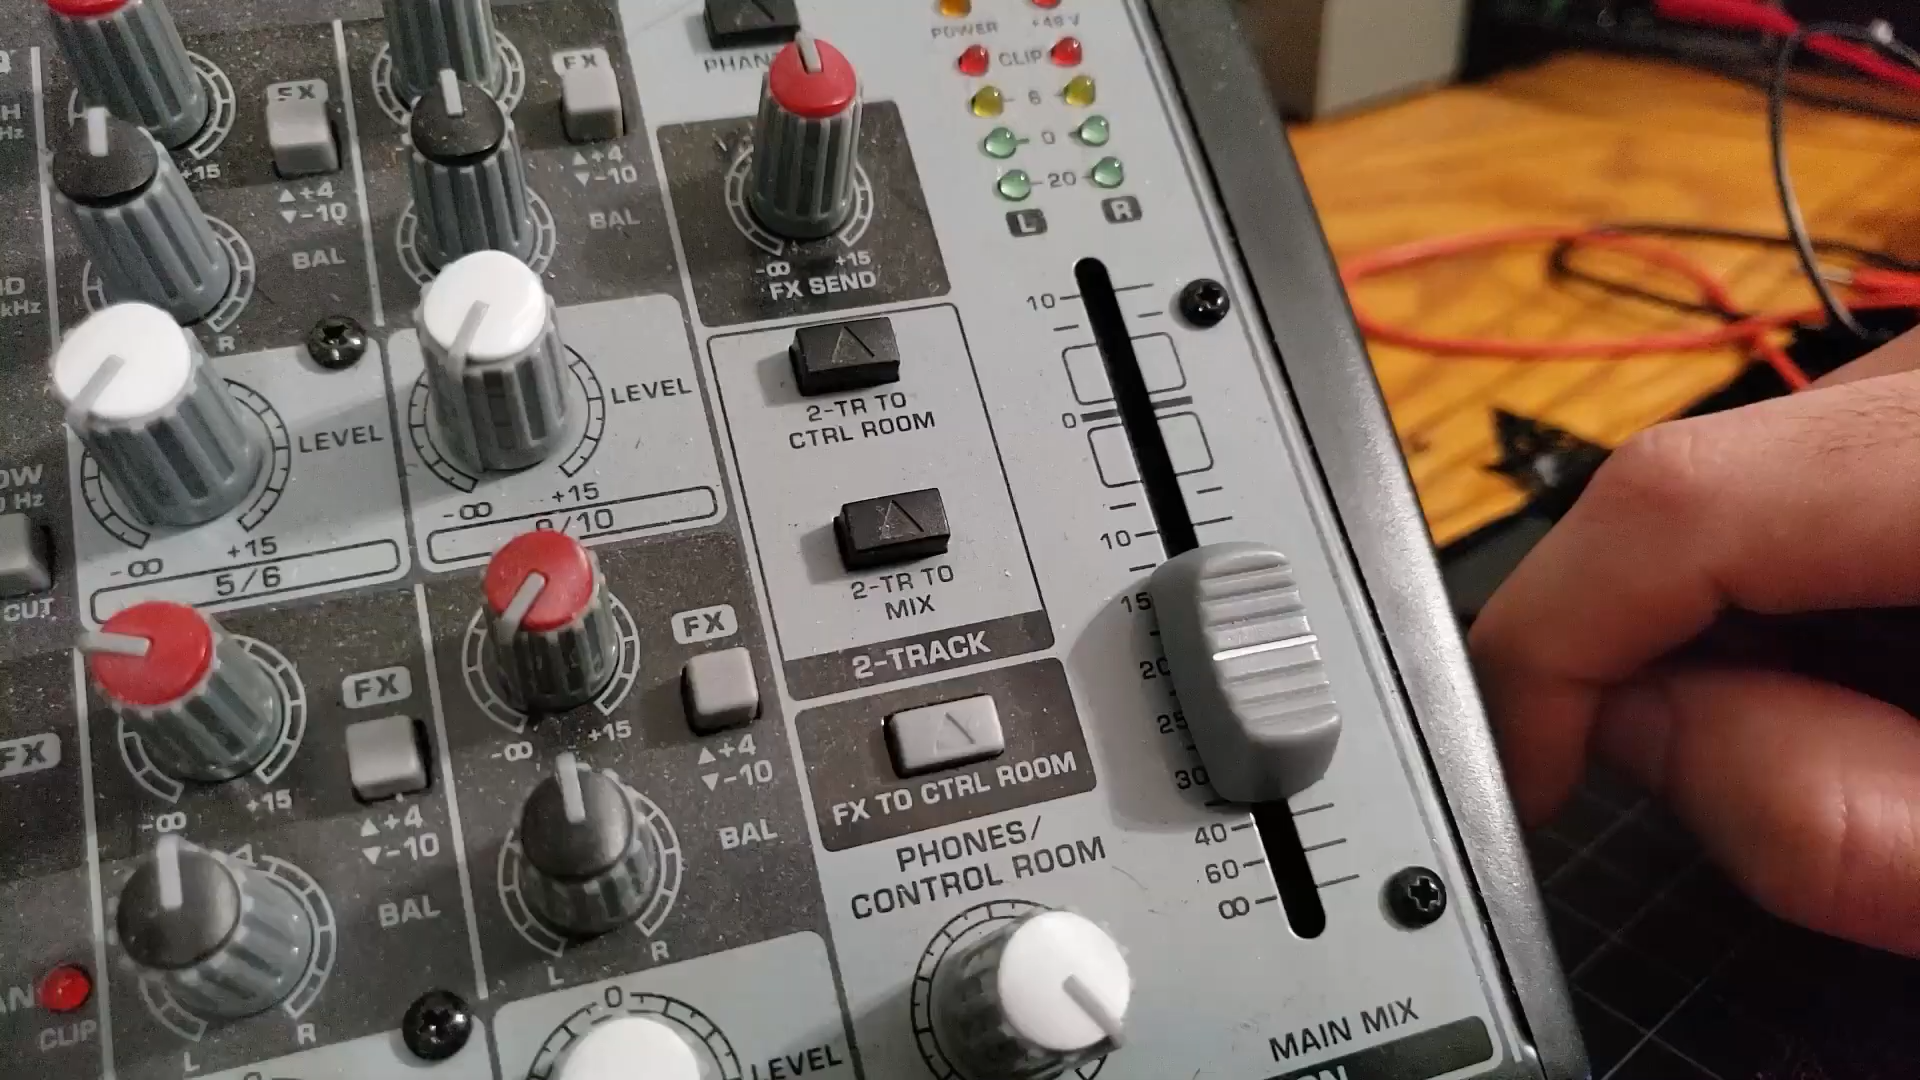 POWER
+48 V
CLIP
6
0
20
L
R
FX
+15
▲+4
▼-10
BAL
FX
▲+4
▼-10
BAL
-∞
+15
FX SEND
R
LEVEL
-∞
+15
5/6
LEVEL
-∞
+15
2-TR TO
CTRL ROOM
2-TR TO
MIX
2-TRACK
FX TO CTRL ROOM
PHONES/
CONTROL ROOM
10
0
10
15
20
25
30
40
60
∞
MAIN MIX
CUT
FX
FX
-∞
+15
▲+4
▼-10
BAL
L
R
FX
-∞
+15
▲+4
▼-10
BAL
L
R
CLIP
0
LEVEL